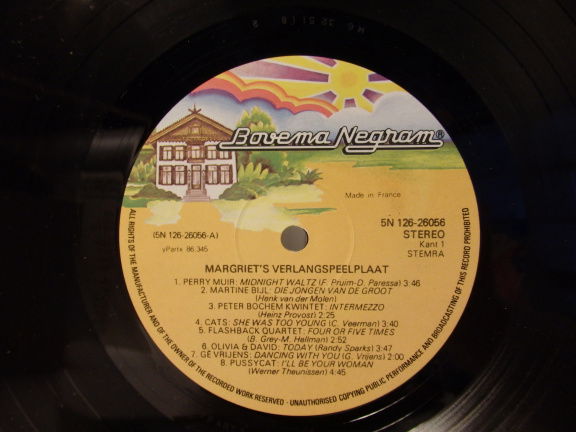 Bovema Negram®
Made in France
(5N 126-26056-A)
yPartx 86.345
5N 126-26056
STEREO
Kant 1
STEMRA
MARGRIET'S VERLANGSPEELPLAAT
1. PERRY MUIR: MIDNIGHT WALTZ (F. Pruim-D. Paressa) 3:46
2. MARTINE BIJL: DIE JONGEN VAN DE GROOT
(Henk van der Molen)
3. PETER BOCHEM KWINTET: INTERMEZZO
(Heinz Provost) 2:25
4. CATS: SHE WAS TOO YOUNG (C. Veerman) 3:40
5. FLASHBACK QUARTET: FOUR OR FIVE TIMES
(B. Grey-M. Hellman) 2:52
6. OLIVIA & DAVID: TODAY (Randy Sparks) 3:47
7. GÉ VRIJENS: DANCING WITH YOU (G. Vrijens) 2:00
8. PUSSYCAT: I'LL BE YOUR WOMAN
(Werner Theunissen) 4:45
ALL RIGHTS OF THE MANUFACTURER AND OF THE OWNER OF THE RECORDED WORK RESERVED · UNAUTHORISED COPYING PUBLIC PERFORMANCE AND BROADCASTING OF THIS RECORD PROHIBITED